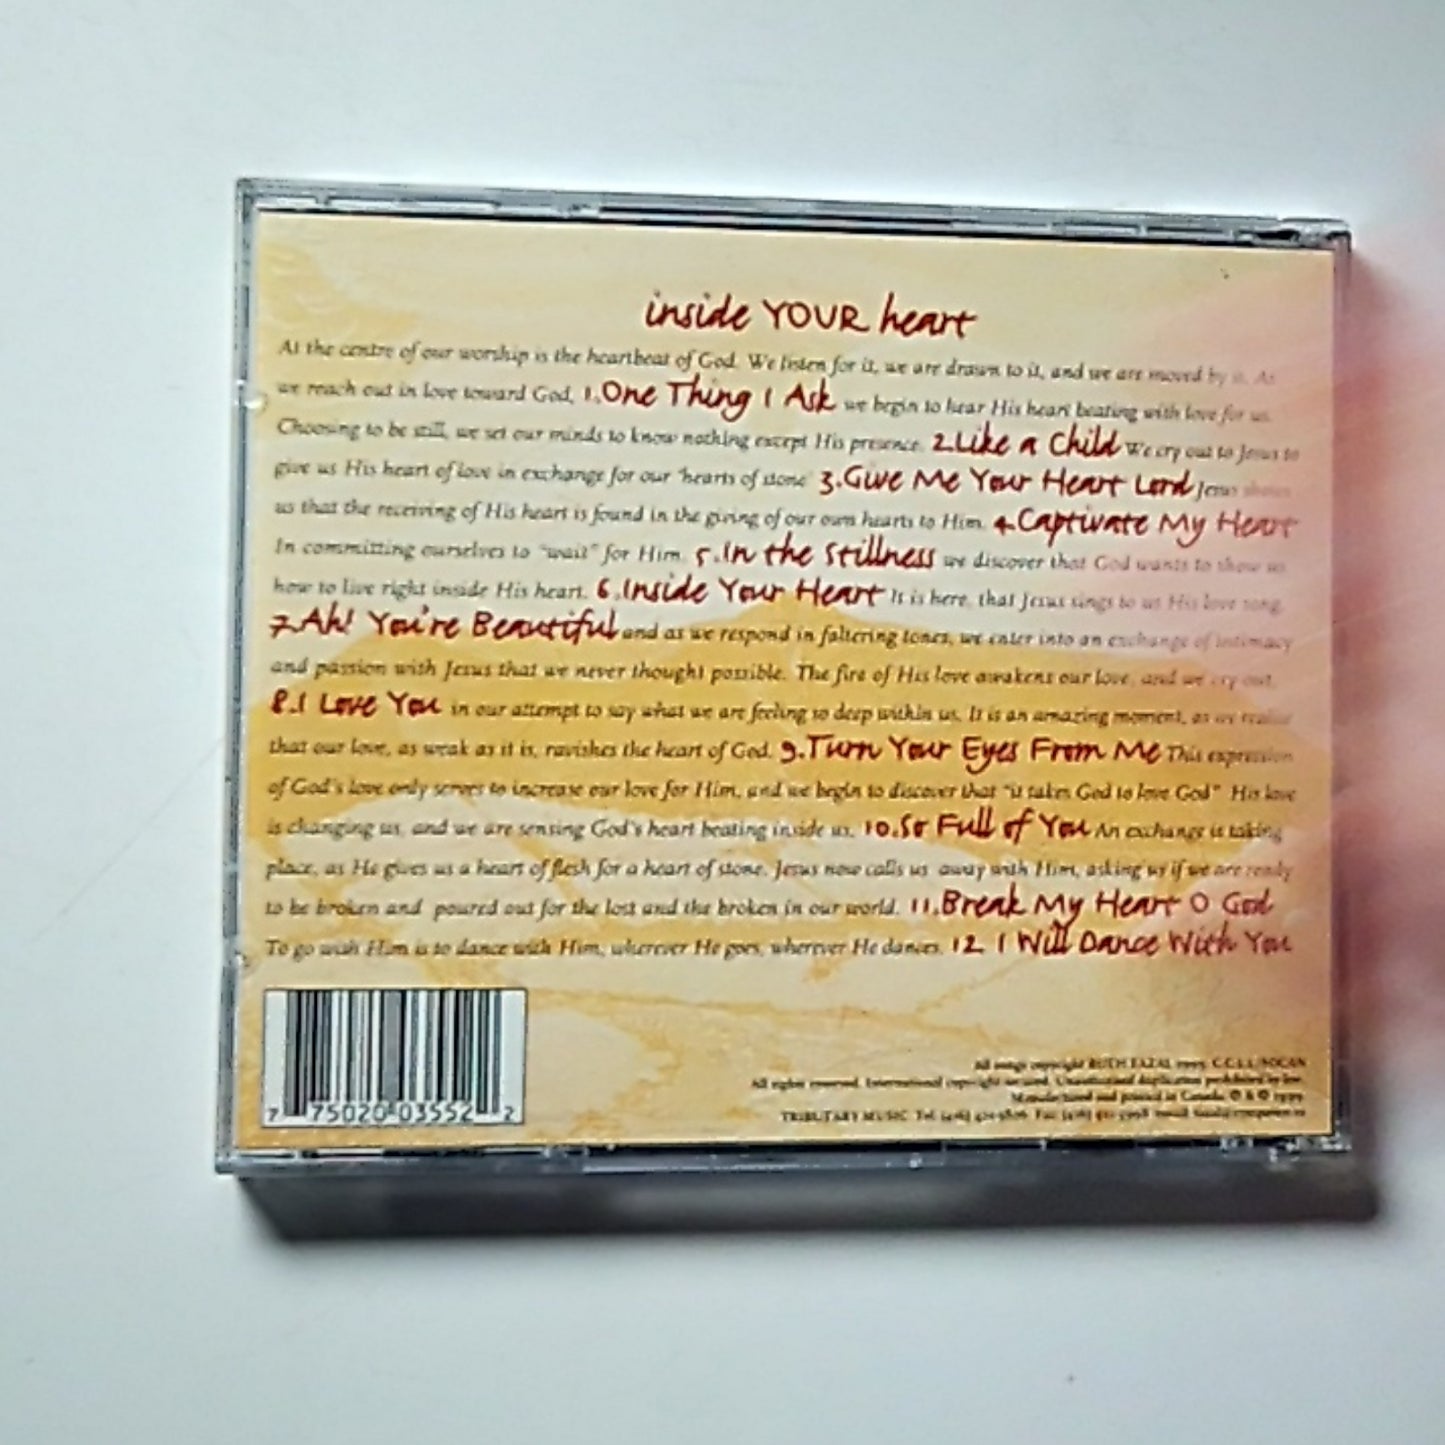 inside YOUR heart
At the centre of our worship is the heartbeat of God. We listen for it, we are drawn to it, and we are moved by it. As
we reach out in love toward God, 1. One Thing I Ask we begin to hear His heart beating with love for us.
Choosing to be still, we set our minds to know nothing except His presence. 2. Like a Child We cry out to Jesus to
give us His heart of love in exchange for our 'hearts of stone' 3. Give Me Your Heart Lord Jesus shows
us that the receiving of His heart is found in the giving of our own hearts to Him. 4. Captivate My Heart
In committing ourselves to "wait" for Him. 5. In the Stillness we discover that God wants to show us
how to live right inside His heart. 6. Inside Your Heart It is here, that Jesus sings to us His love song.
7. Ah! You're Beautiful and as we respond in faltering tones, we enter into an exchange of intimacy
and passion with Jesus that we never thought possible. The fire of His love awakens our love, and we cry out,
8. I Love You in our attempt to say what we are feeling so deep within us. It is an amazing moment, as we realize
that our love, as weak as it is, ravishes the heart of God. 9. Turn Your Eyes From Me This expression
of God's love only serves to increase our love for Him, and we begin to discover that "it takes God to love God" His love
is changing us, and we are sensing God's heart beating inside us. 10. So Full of You An exchange is taking
place, as He gives us a heart of flesh for a heart of stone. Jesus now calls us away with Him, asking us if we are ready
to be broken and poured out for the lost and the broken in our world. 11. Break My Heart O God
To go with Him is to dance with Him, wherever He goes, wherever He dances. 12 I Will Dance With You
7 75020 03552 2
All songs copyright RUTH FAZAL 1999. C.C.L.I./SOCAN
All rights reserved. International copyright secured. Unauthorized duplication prohibited by law.
Manufactured and printed in Canada. © & ℗ 1999.
TRIBUTARY MUSIC Tel (416) Fax (416) email